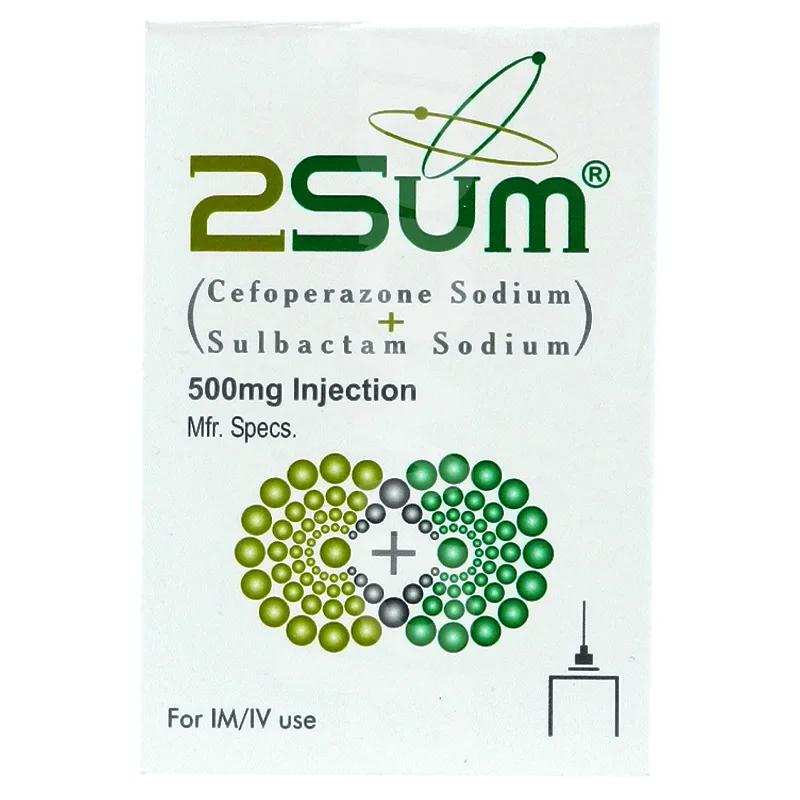 2Sum®
(Cefoperazone Sodium
+
Sulbactam Sodium)
500mg Injection
Mfr. Specs.
+
For IM/IV use